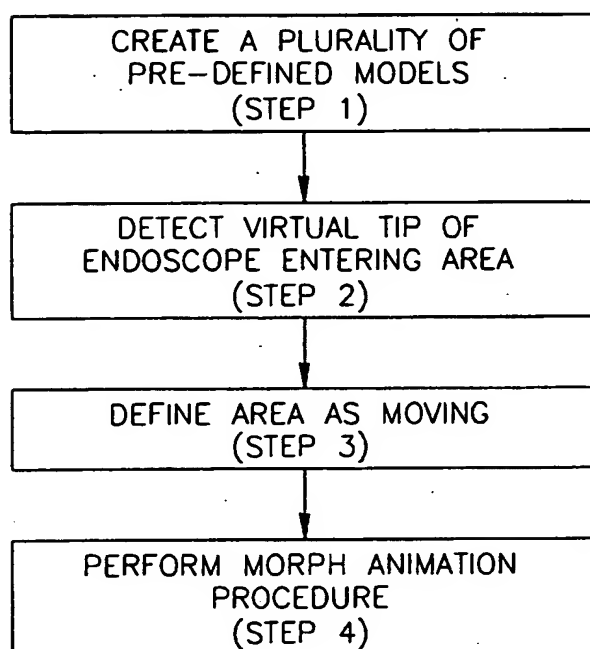 CREATE A PLURALITY OF
PRE-DEFINED MODELS
(STEP 1)
DETECT VIRTUAL TIP OF
ENDOSCOPE ENTERING AREA
(STEP 2)
DEFINE AREA AS MOVING
(STEP 3)
PERFORM MORPH ANIMATION
PROCEDURE
(STEP 4)